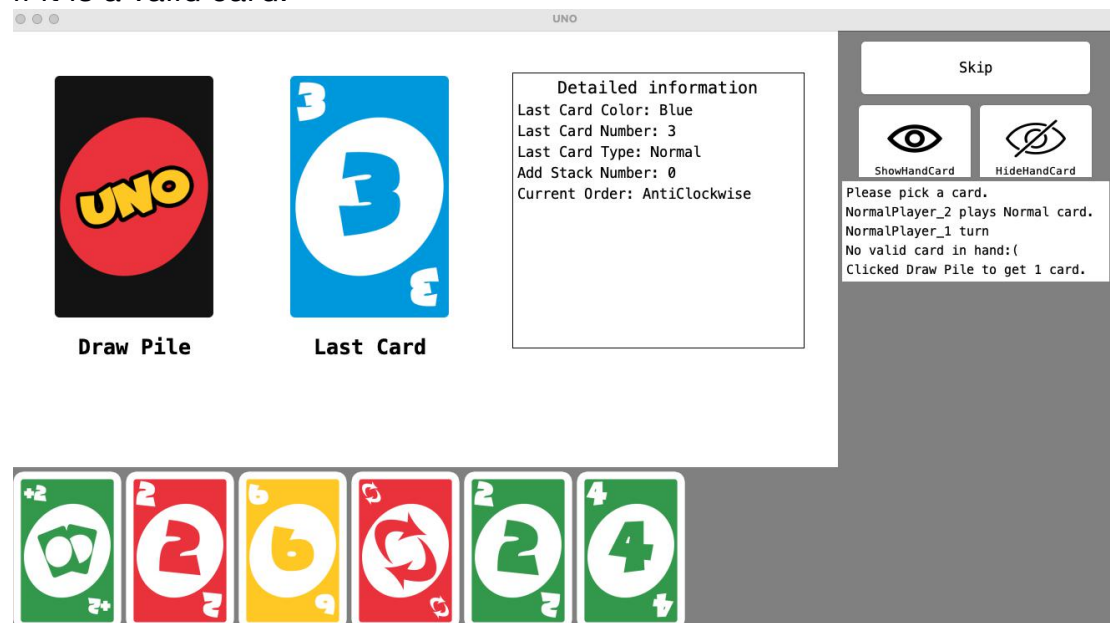 UNO
UNO
Draw Pile
3
3
3
Last Card
Detailed information
Last Card Color: Blue
Last Card Number: 3
Last Card Type: Normal
Add Stack Number: 0
Current Order: AntiClockwise
Skip
ShowHandCard
HideHandCard
Please pick a card.
NormalPlayer_2 plays Normal card.
NormalPlayer_1 turn
No valid card in hand:(
Clicked Draw Pile to get 1 card.
+2
+2
2
2
2
6
6
6
2
2
2
4
4
4